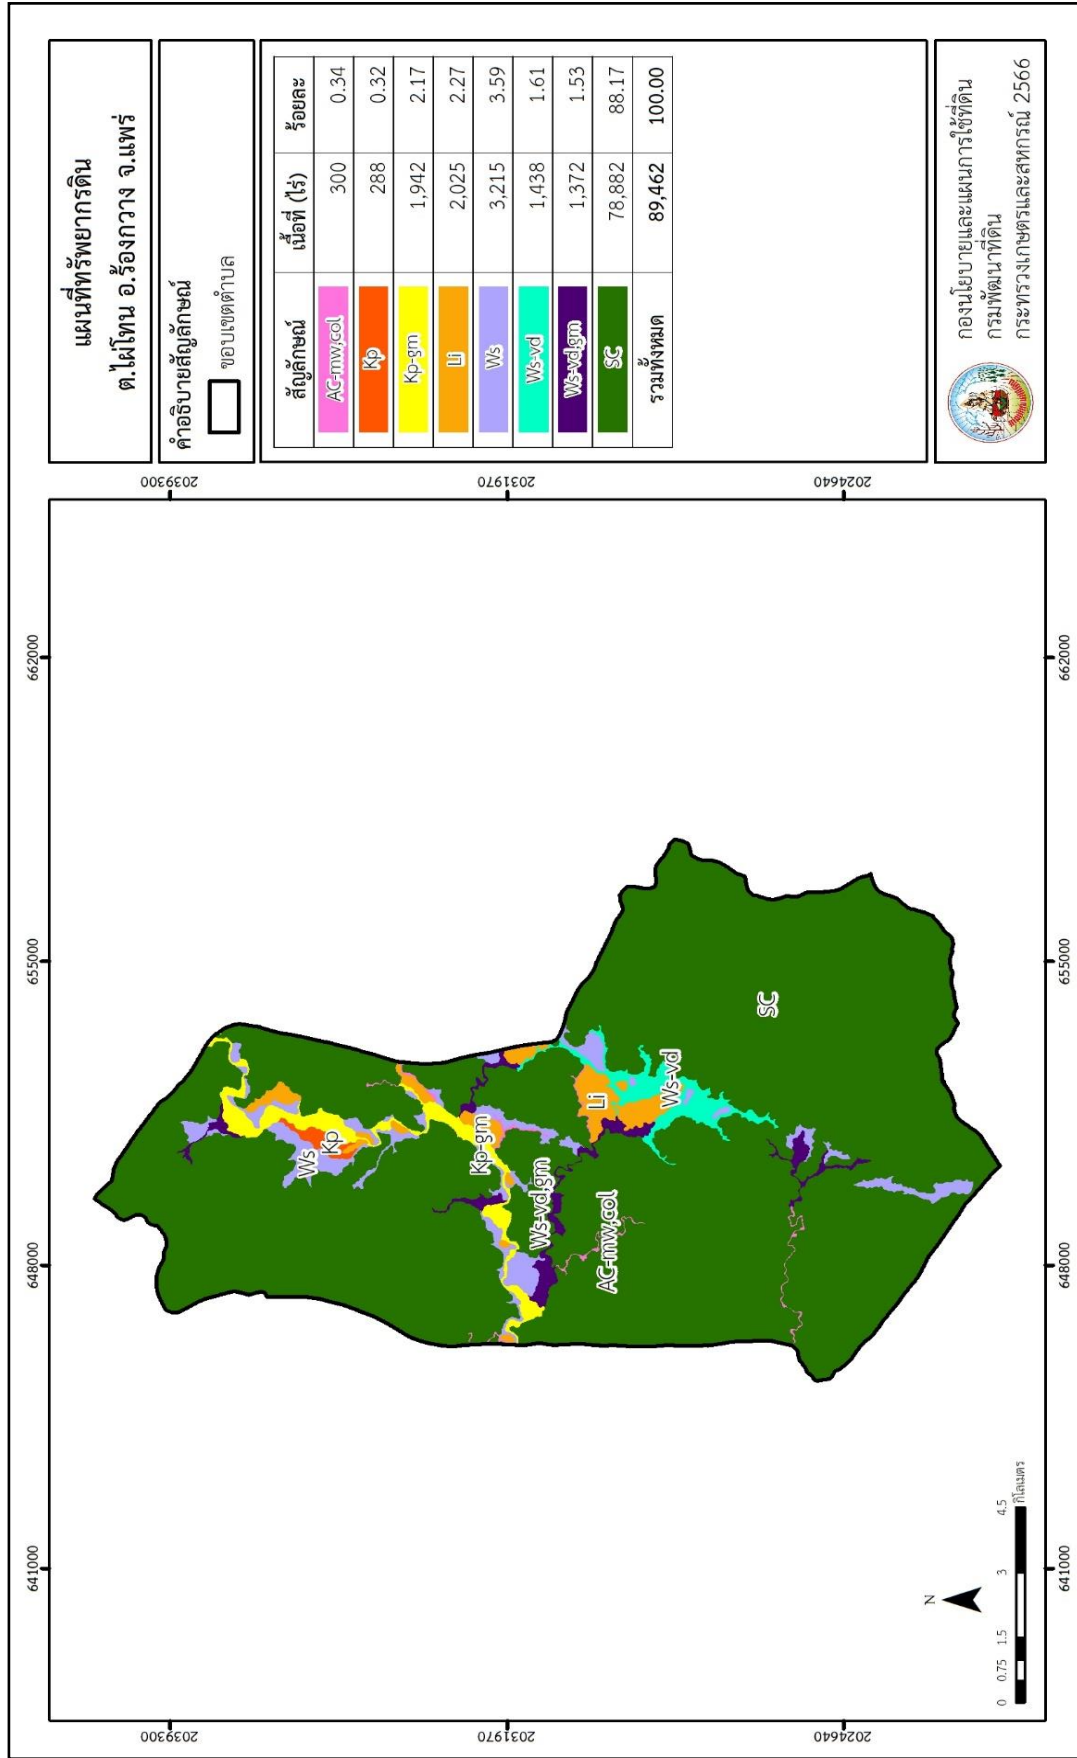 แผนที่ทรัพยากรดิน
ต.ไผ่โทน อ.ร้องกวาง จ.แพร่
คำอธิบายสัญลักษณ์
ขอบเขตตำบล
สัญลักษณ์ เนื้อที่ (ไร่) ร้อยละ
AC-mw,col 300 0.34
Kp 288 0.32
Kp-gm 1,942 2.17
Li 2,025 2.27
Ws 3,215 3.59
Ws-vd 1,438 1.61
Ws-vd,gm 1,372 1.53
SC 78,882 88.17
รวมทั้งหมด 89,462 100.00
กองนโยบายและแผนการใช้ที่ดิน
กรมพัฒนาที่ดิน
กระทรวงเกษตรและสหกรณ์ 2566
641000 648000 655000 662000
2039300
2031970
2024640
Ws
Kp
Kp-gm
Ws-vd,gm
AC-mw,col
Li
Ws-vd
SC
N
0 0.75 1.5 3 4.5
กิโลเมตร
641000 648000 655000 662000
2039300
2031970
2024640